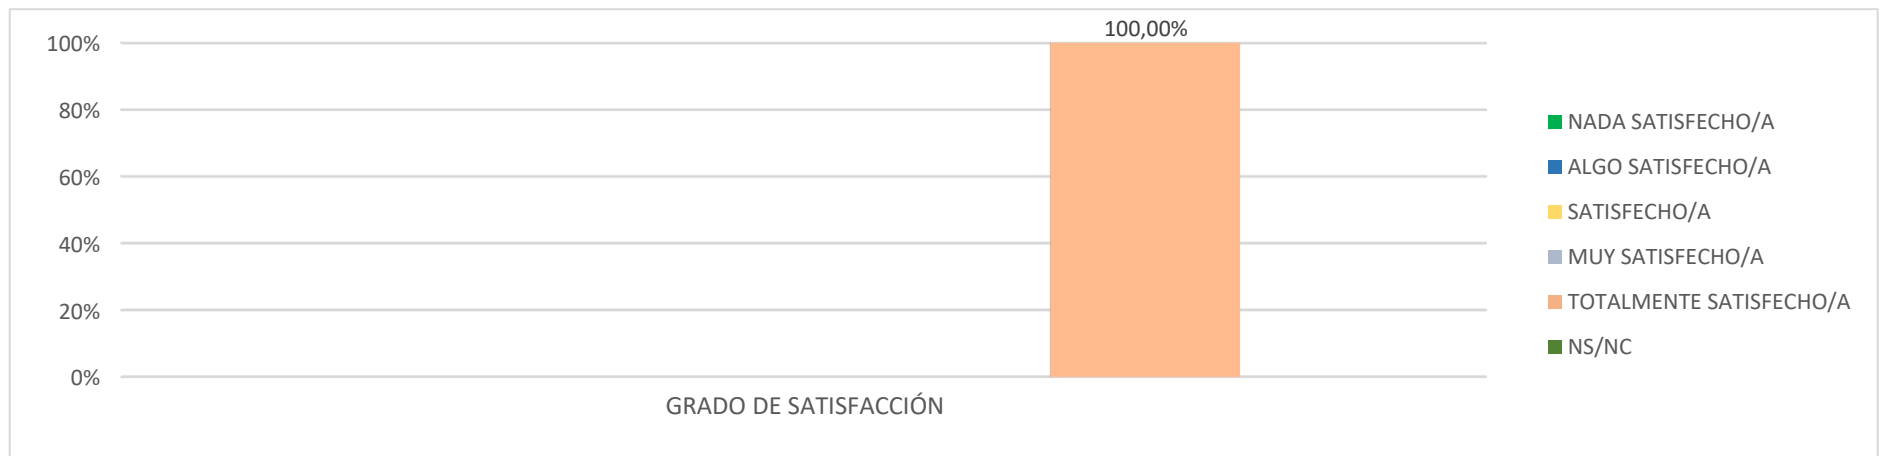 100,00%
100%
80%
60%
40%
20%
0%
GRADO DE SATISFACCIÓN
NADA SATISFECHO/A
ALGO SATISFECHO/A
SATISFECHO/A
MUY SATISFECHO/A
TOTALMENTE SATISFECHO/A
NS/NC